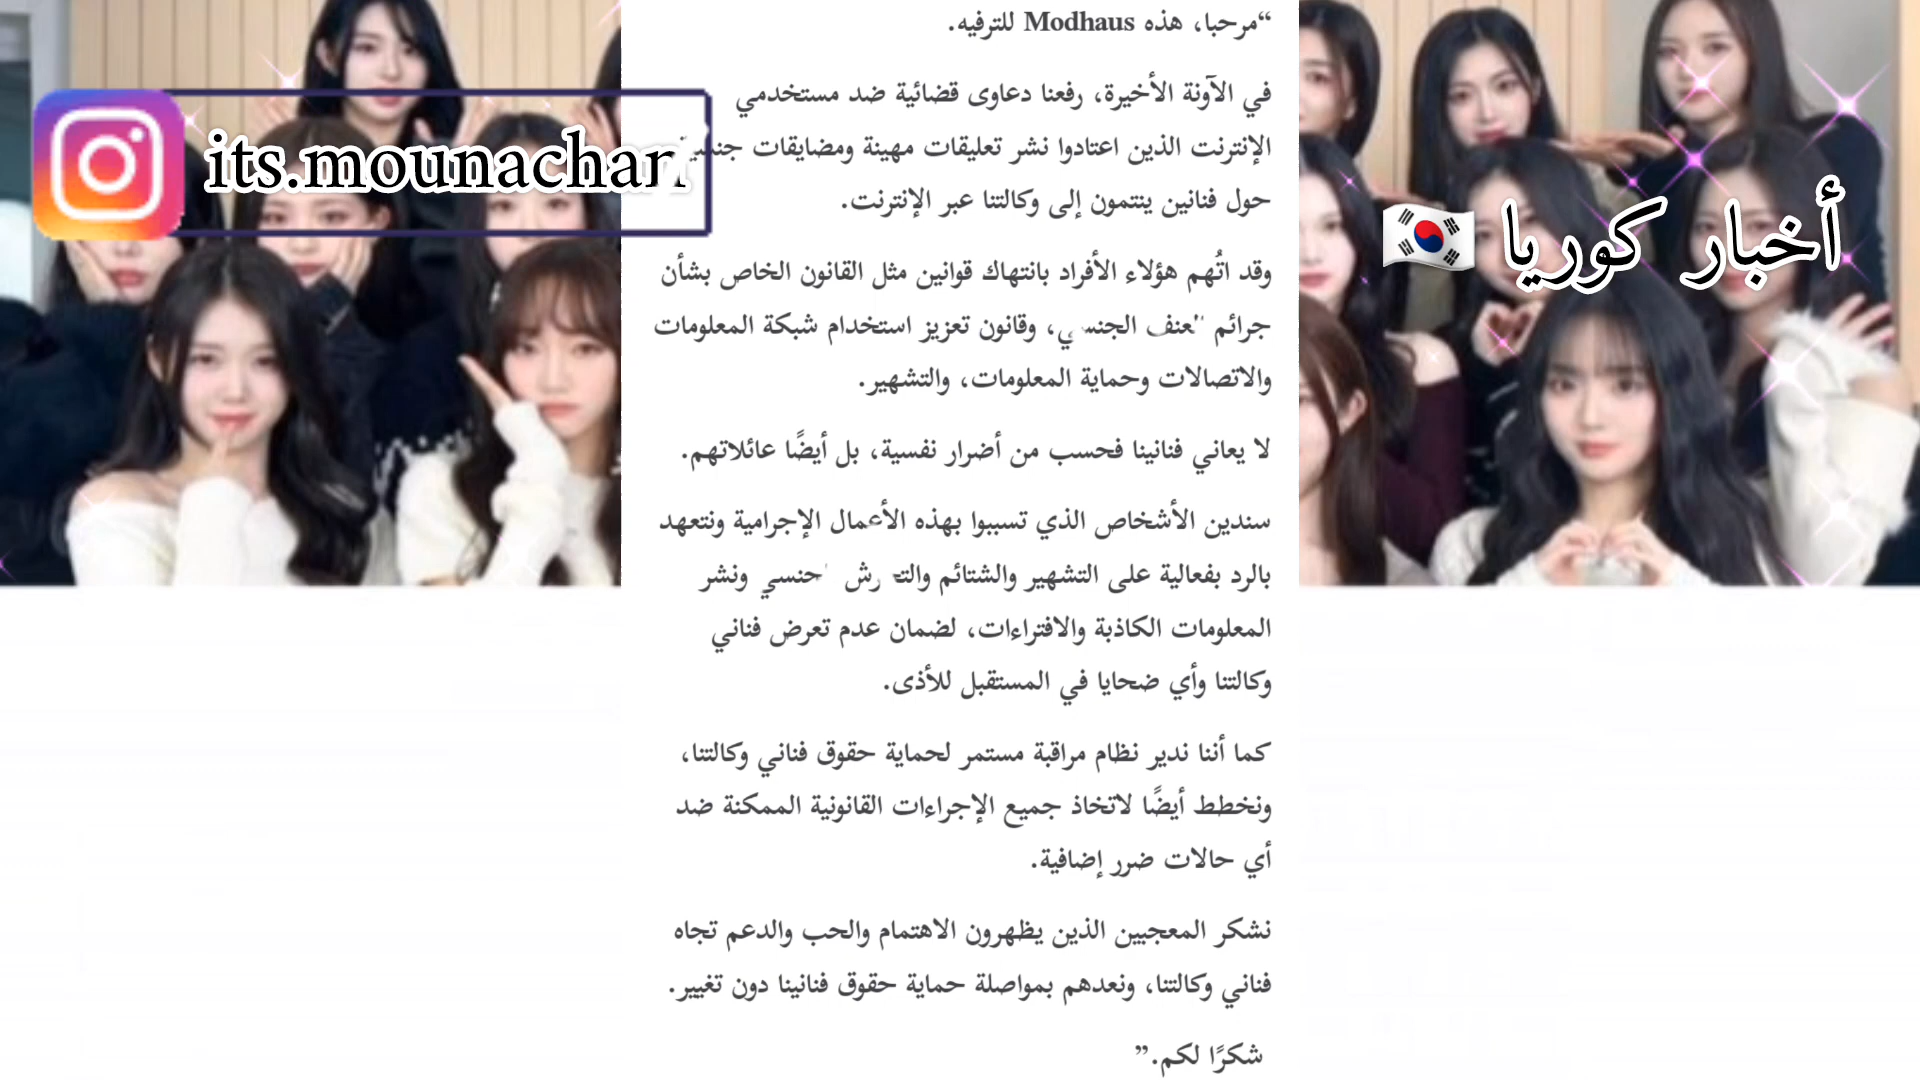 “مرحبا، هذه Modhaus للترفيه.
في الآونة الأخيرة، رفعنا دعاوى قضائية ضد مستخدمي
الإنترنت الذين اعتادوا نشر تعليقات مهينة ومضايقات
حول فنانين ينتمون إلى وكالتنا عبر الإنترنت.
وقد اتُهم هؤلاء الأفراد بانتهاك قوانين مثل القانون الخاص بشأن
جرائم العنف الجنسي، وقانون تعزيز استخدام شبكة المعلومات
والاتصالات وحماية المعلومات، والتشهير.
لا يعاني فنانينا فحسب من أضرار نفسية، بل أيضًا عائلاتهم.
سندين الأشخاص الذي تسببوا بهذه الأعمال الإجرامية ونتعهد
بالرد بفعالية على التشهير والشتائم والتحرش الجنسي ونشر
المعلومات الكاذبة والافتراءات، لضمان عدم تعرض فناني
وكالتنا وأي ضحايا في المستقبل للأذى.
كما أننا ندير نظام مراقبة مستمر لحماية حقوق فناني وكالتنا،
ونخطط أيضًا لاتخاذ جميع الإجراءات القانونية الممكنة ضد
أي حالات ضرر إضافية.
نشكر المعجبين الذين يظهرون الاهتمام والحب والدعم تجاه
فناني وكالتنا، ونعدهم بمواصلة حماية حقوق فنانينا دون تغيير.
شكرًا لكم.”
أخبار كوريا